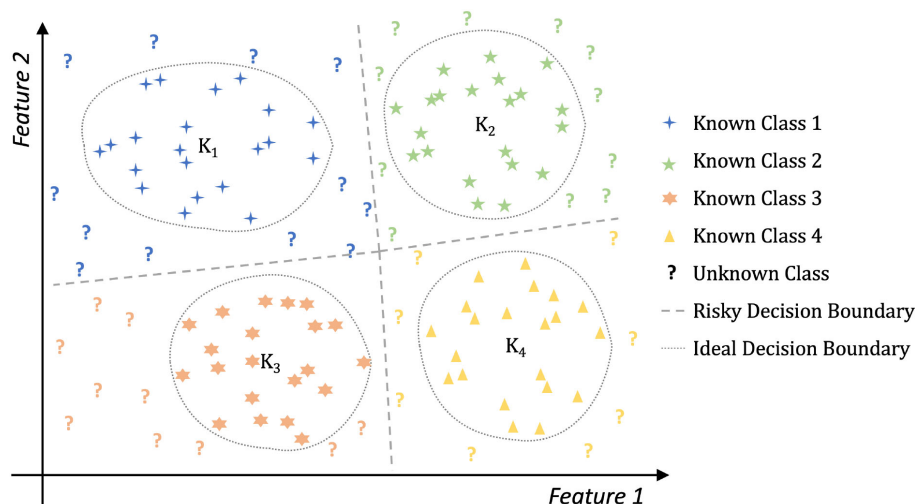 Feature 2
K1
K2
K3
K4
Feature 1
Known Class 1
Known Class 2
Known Class 3
Known Class 4
? Unknown Class
Risky Decision Boundary
Ideal Decision Boundary